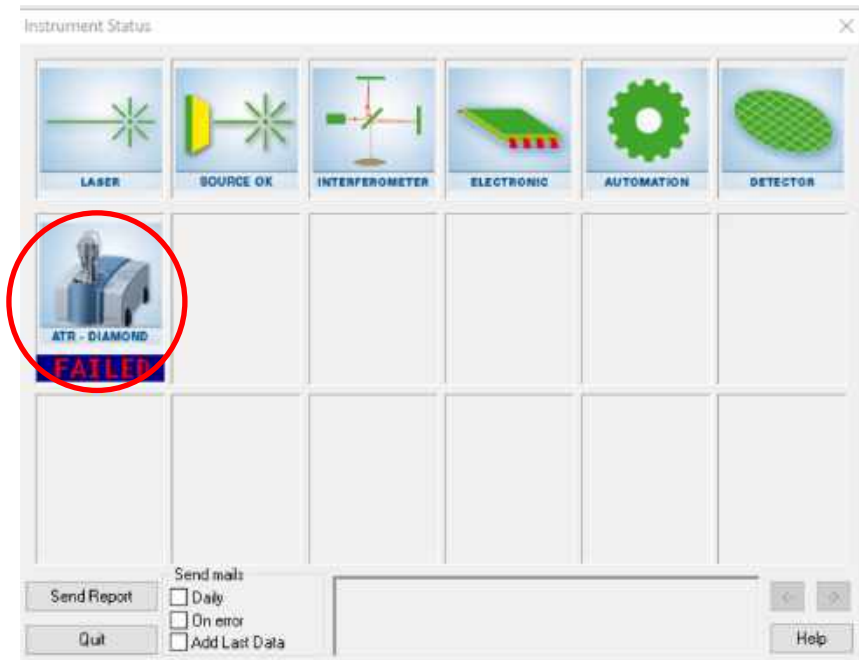 Instrument Status
LASER
SOURCE OK
INTERFEROMETER
ELECTRONIC
AUTOMATION
DETECTOR
ATR - DIAMOND
FAILED
Send Report
Send mails
Daily
On error
Add Last Data
Quit
Help